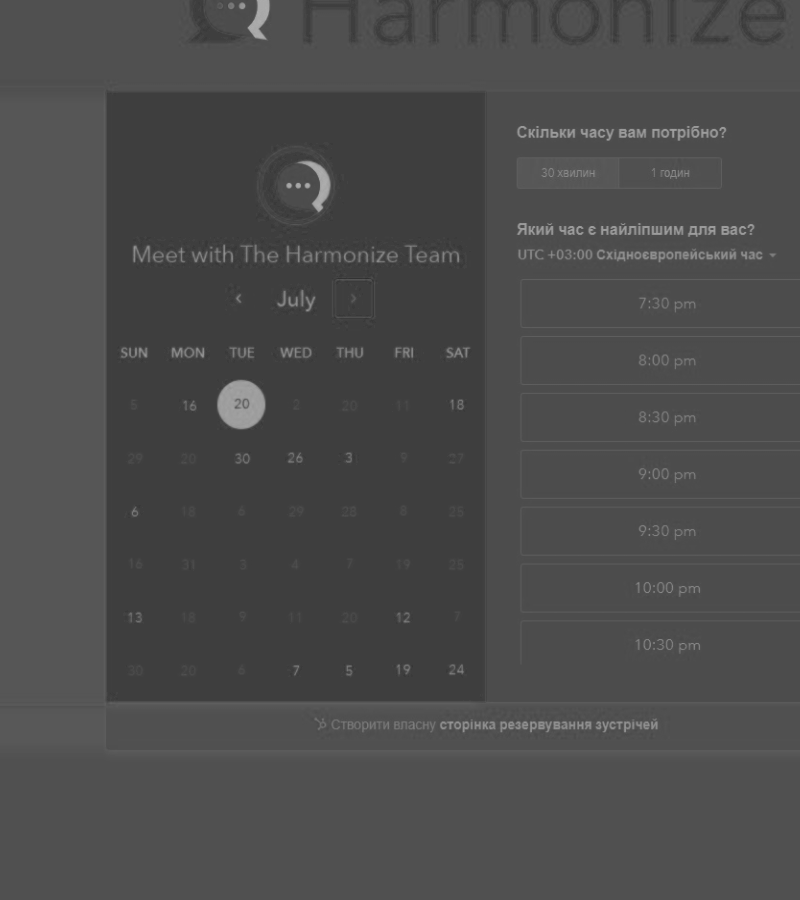 Harmonize
Meet with The Harmonize Team
July
SUN MON TUE WED THU FRI SAT
5 16 20 2 20 11 18
29 20 30 26 3 9 27
6 18 6 29 28 8 25
16 31 3 4 7 19 25
13 18 9 11 20 12 7
30 20 6 7 5 19 24
Скільки часу вам потрібно?
30 хвилин 1 годин
Який час є найліпшим для вас?
UTC +03:00 Східноєвропейський час
7:30 pm
8:00 pm
8:30 pm
9:00 pm
9:30 pm
10:00 pm
10:30 pm
Створити власну сторінка резервування зустрічей